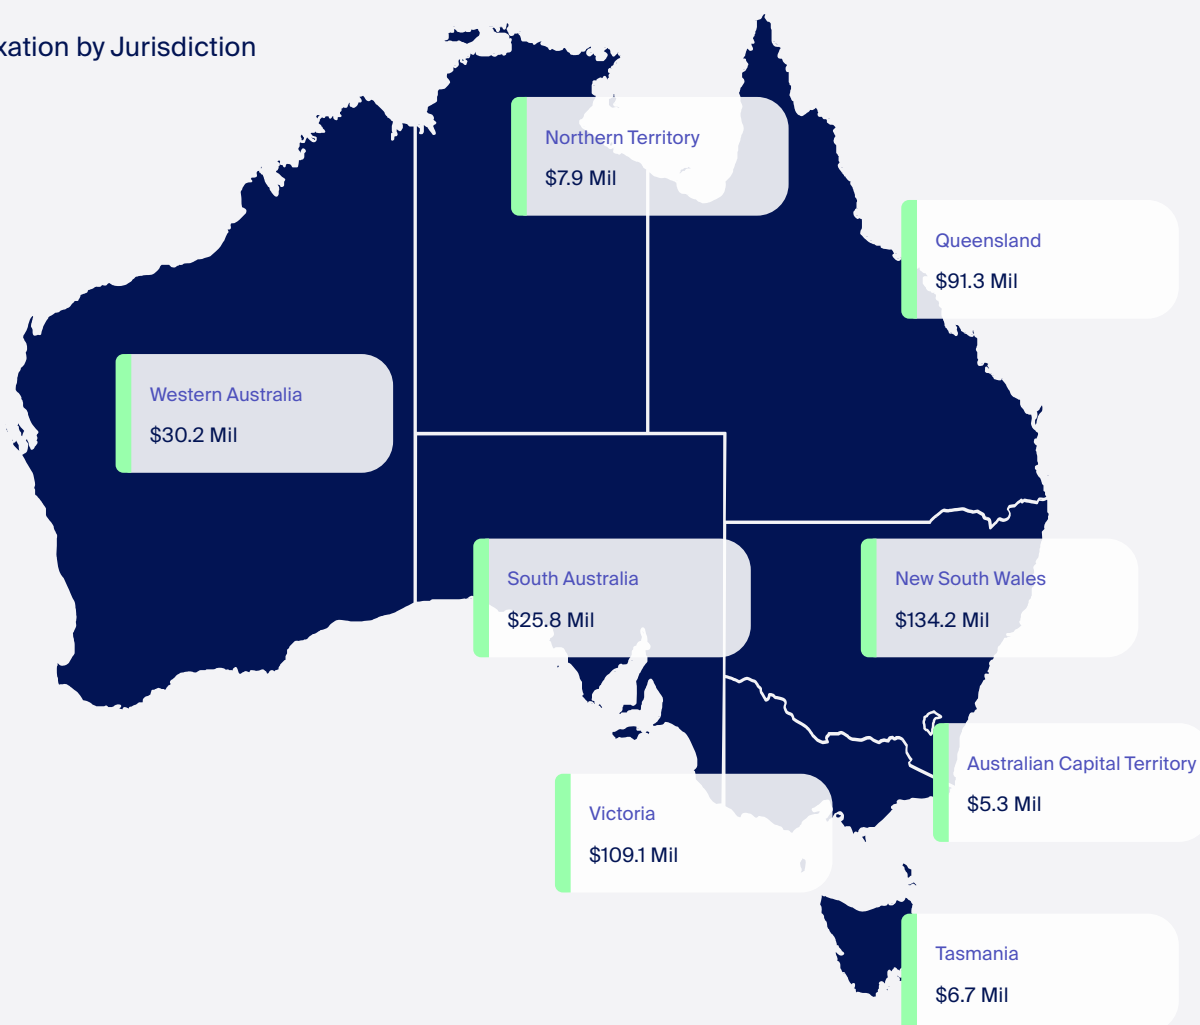 by Jurisdiction
Northern Territory
$7.9 Mil
Queensland
$91.3 Mil
Western Australia
$30.2 Mil
South Australia
$25.8 Mil
New South Wales
$134.2 Mil
Australian Capital Territory
$5.3 Mil
Victoria
$109.1 Mil
Tasmania
$6.7 Mil